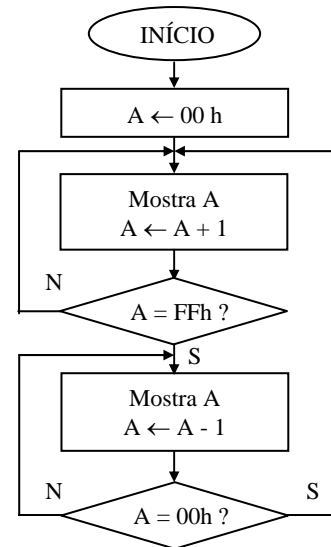 INÍCIO
A ← 00 h
Mostra A
A ← A + 1
N
A = FFh ?
S
Mostra A
A ← A - 1
N
S
A = 00h ?